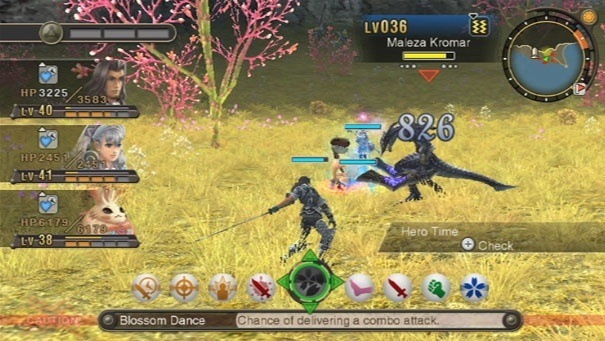 LV036
Maleza Kromar
HP3225/3583
LV 40
826
HP2451
LV 41
HP6179/6179
LV 38
Hero Time
Check
CAUTION!
Blossom Dance
Chance of delivering a combo attack.